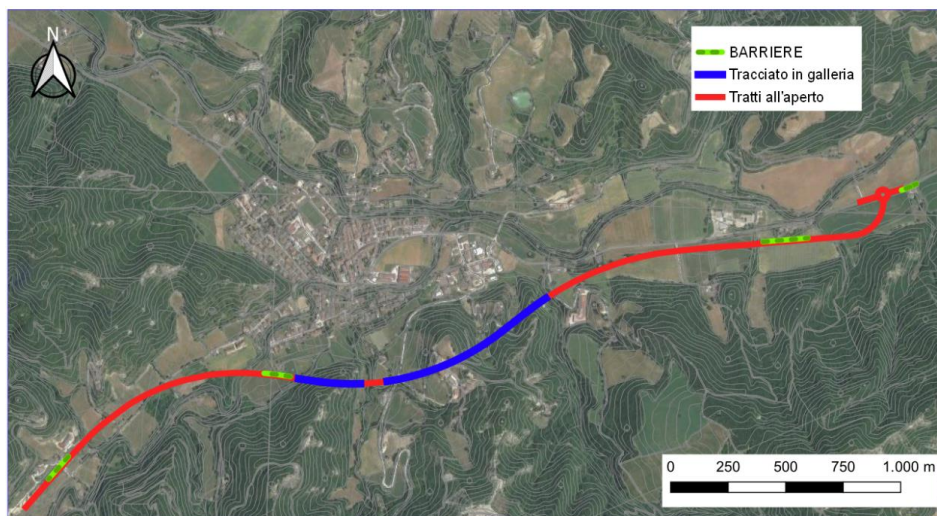 N
BARRIERE
Tracciato in galleria
Tratti all'aperto
0 250 500 750 1.000 m